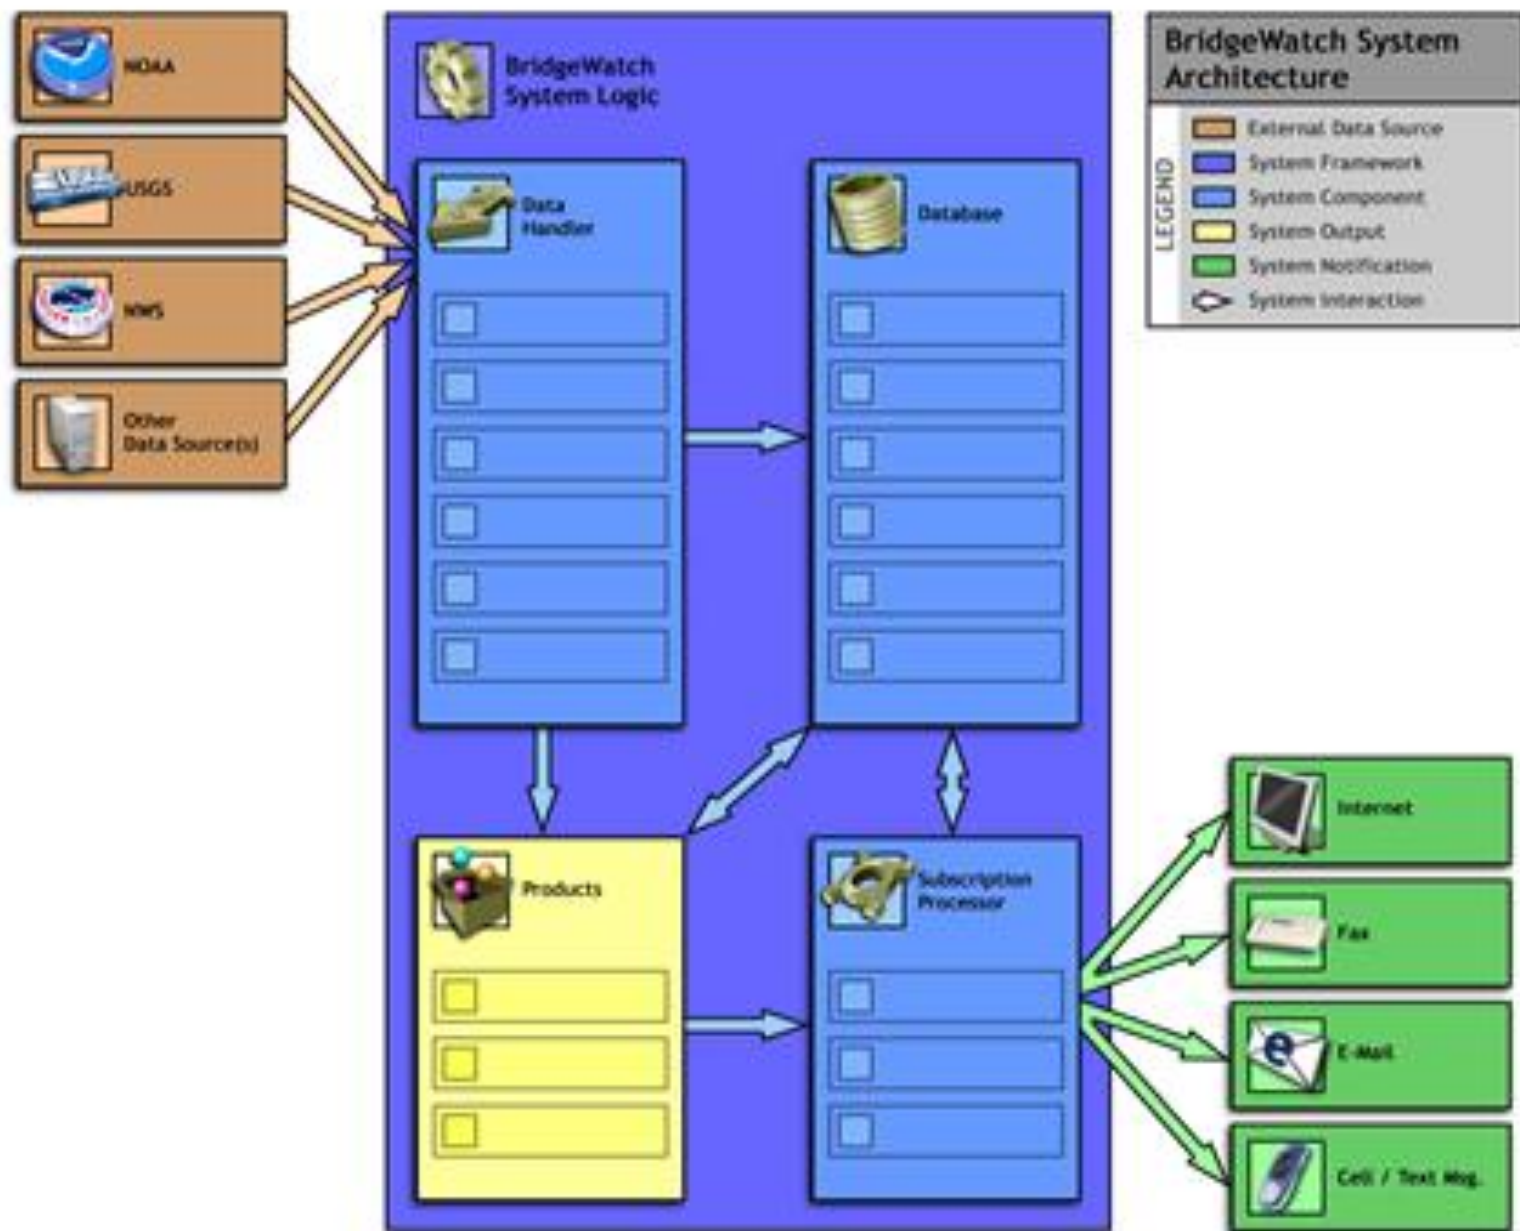 NOAA
USGS
NWS
Other
Data Source(s)
BridgeWatch
System Logic
Data
Handler
Database
Products
Subscription
Processor
BridgeWatch System
Architecture
LEGEND
External Data Source
System Framework
System Component
System Output
System Notification
System Interaction
Internet
Fax
E-Mail
Cell / Text Msg.